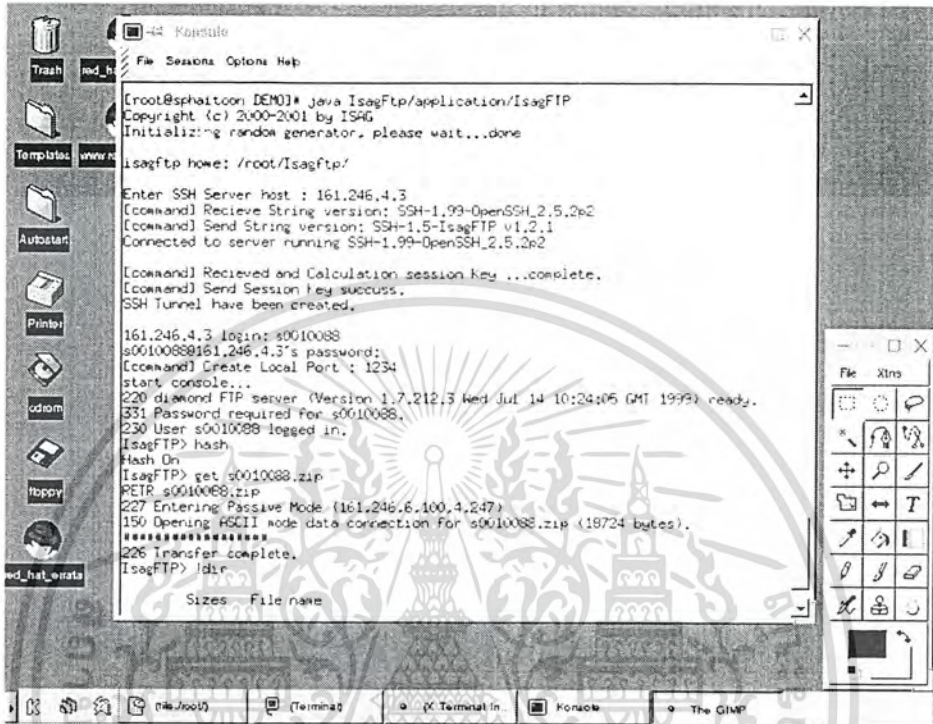 Konsole
File Sessions Options Help
[root@sphaitoon DEMO]# java IsagFtp/application/IsagFTP
Copyright (c) 2000-2001 by ISAG
Initializing random generator, please wait...done
isagftp home: /root/Isagftp/
Enter SSH Server host : 161.246.4.3
[command] Recieve String version: SSH-1.99-OpenSSH_2.5.2p2
[command] Send String version: SSH-1.5-IsagFTP v1.2.1
Connected to server running SSH-1.99-OpenSSH_2.5.2p2
[command] Recieved and Calculation session Key ...complete.
[command] Send Session key succuss.
SSH Tunnel have been created.
161.246.4.3 login: s0010088
s0010088@161.246.4.3's password:
[command] Create Local Port : 1234
start console...
220 diamond FTP server (Version 1.7.212.3 Wed Jul 14 10:24:05 GMT 1999) ready.
331 Password required for s0010088.
230 User s0010088 logged in.
IsagFTP> hash
Hash On
IsagFTP> get s0010088.zip
RETR s0010088.zip
227 Entering Passive Mode (161,246,6,100,4,247)
150 Opening ASCII mode data connection for s0010088.zip (18724 bytes).
##################
226 Transfer complete.
IsagFTP> !dir
Sizes File name
Trash
red_h
Templates
www.re
Autostart
Printer
cdrom
floppy
red_hat_errata
File Xtns
(file:/root/)
(Terminal)
(X Terminal In
Konsole
The GIMP